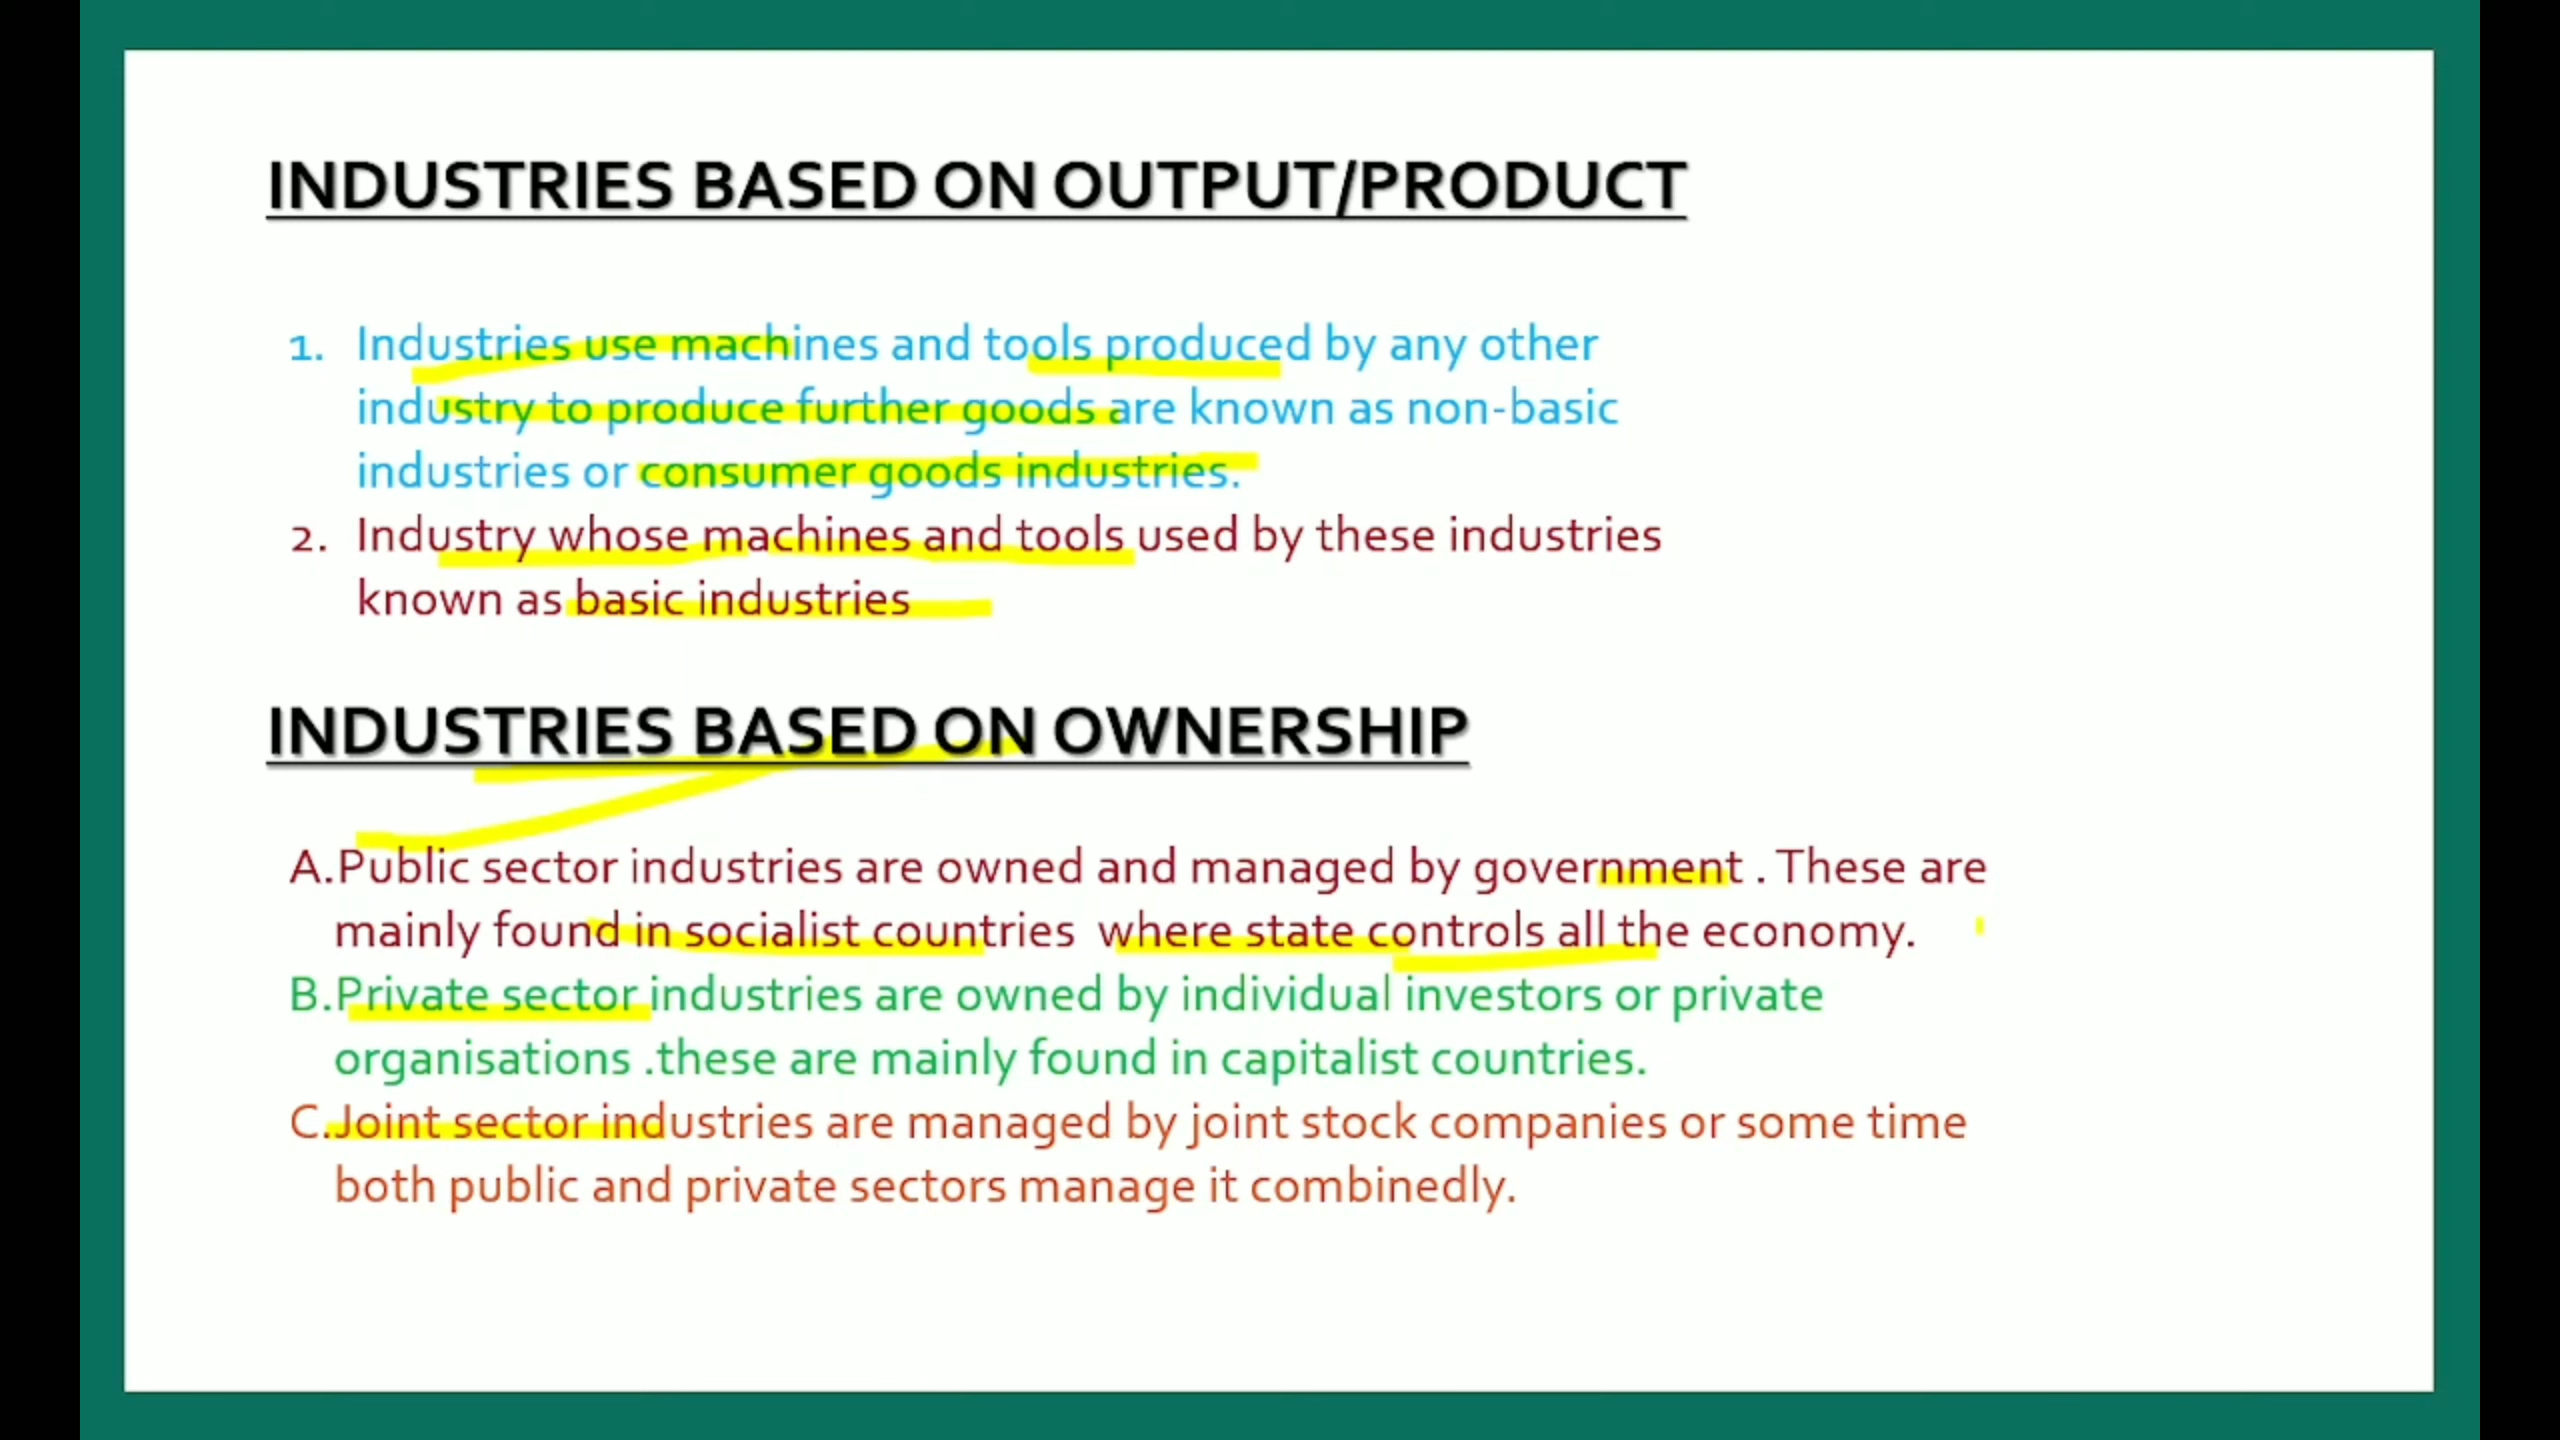 INDUSTRIES BASED ON OUTPUT/PRODUCT
1. Industries use machines and tools produced by any other
industry to produce further goods are known as non-basic
industries or consumer goods industries.
2. Industry whose machines and tools used by these industries
known as basic industries
INDUSTRIES BASED ON OWNERSHIP
A.Public sector industries are owned and managed by government . These are
mainly found in socialist countries where state controls all the economy.
B.Private sector industries are owned by individual investors or private
organisations .these are mainly found in capitalist countries.
C.Joint sector industries are managed by joint stock companies or some time
both public and private sectors manage it combinedly.